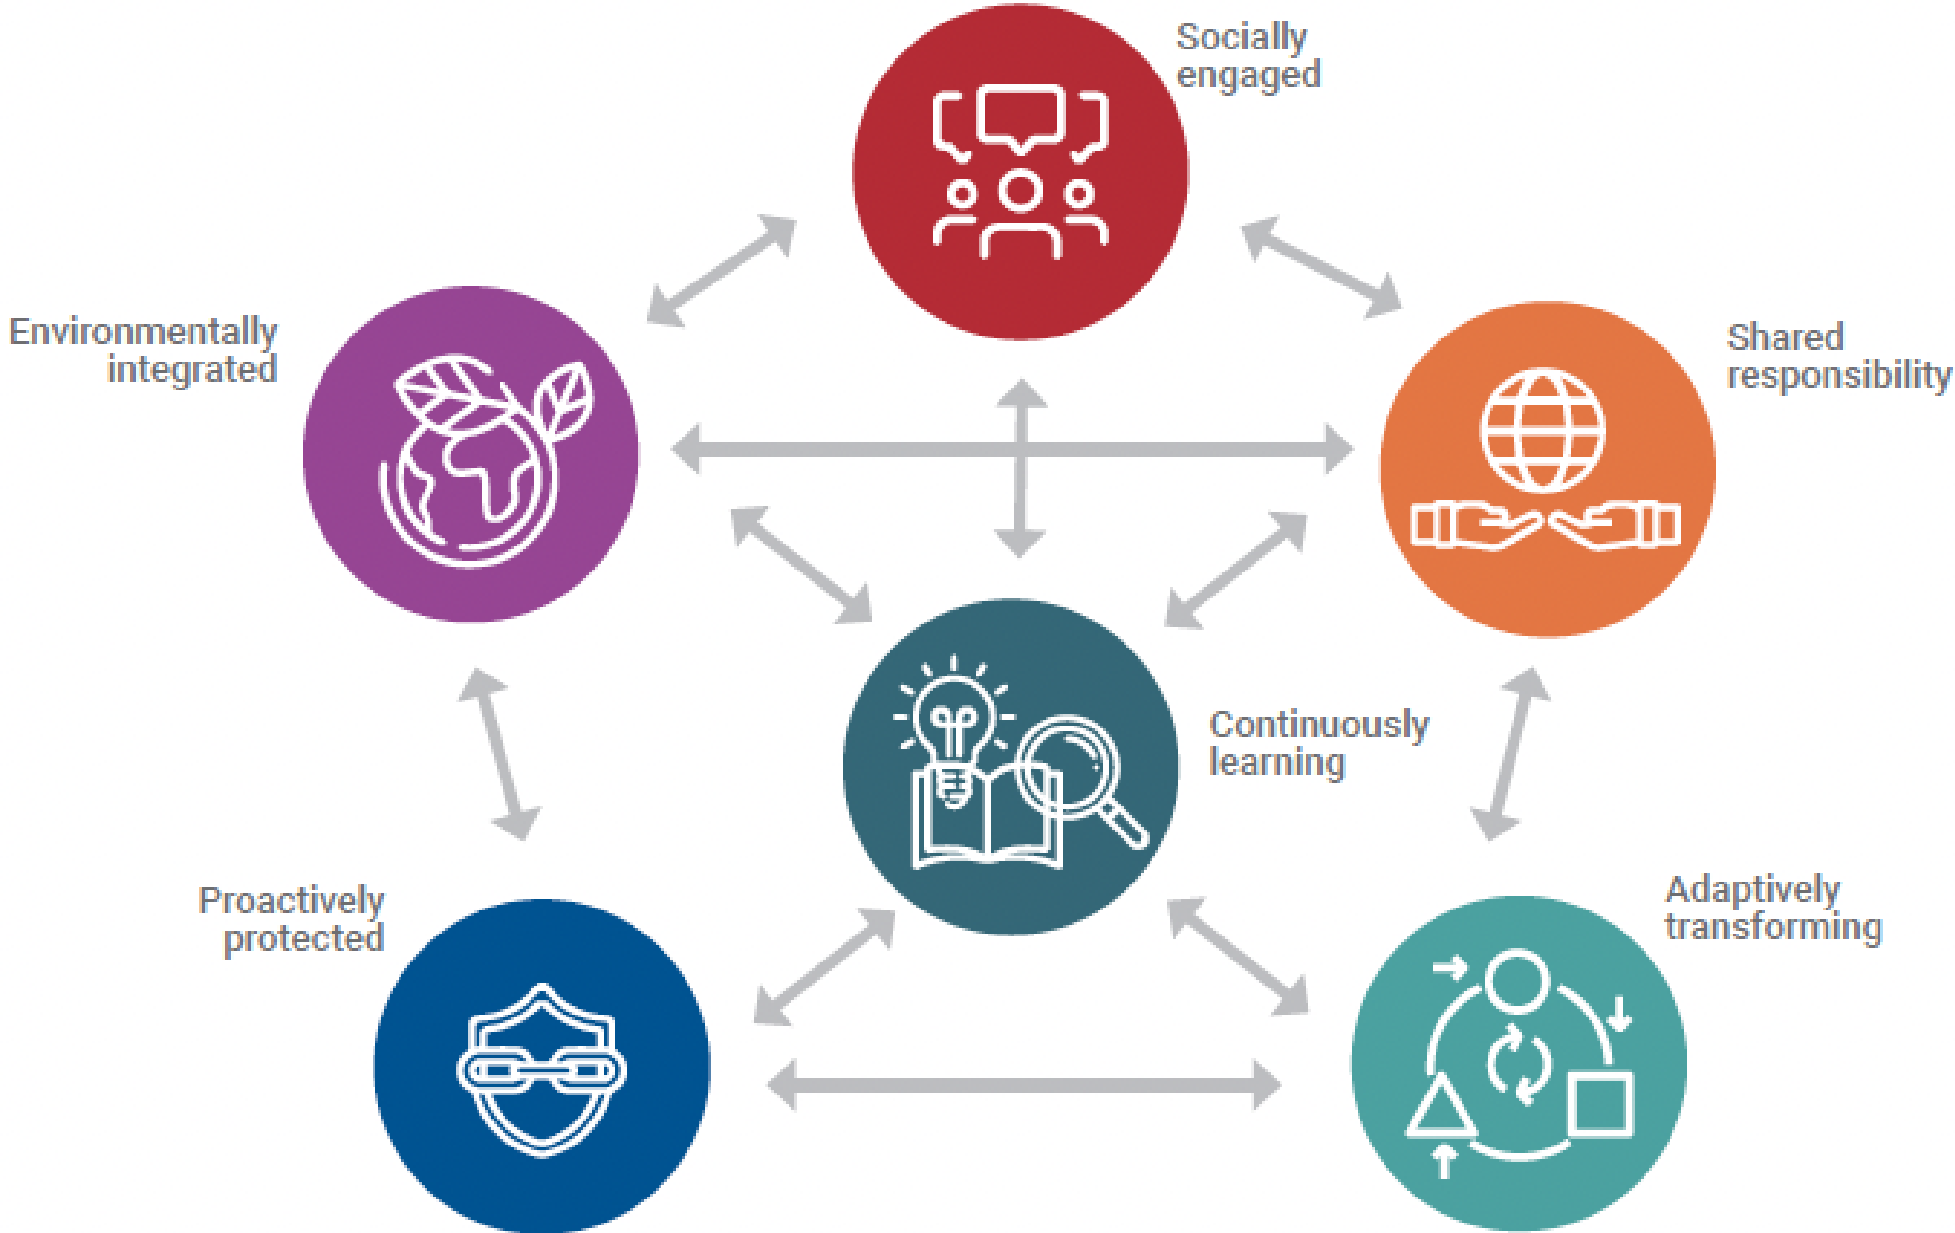 Socially
engaged
Environmentally
integrated
Shared
responsibility
Continuously
learning
Proactively
protected
Adaptively
transforming